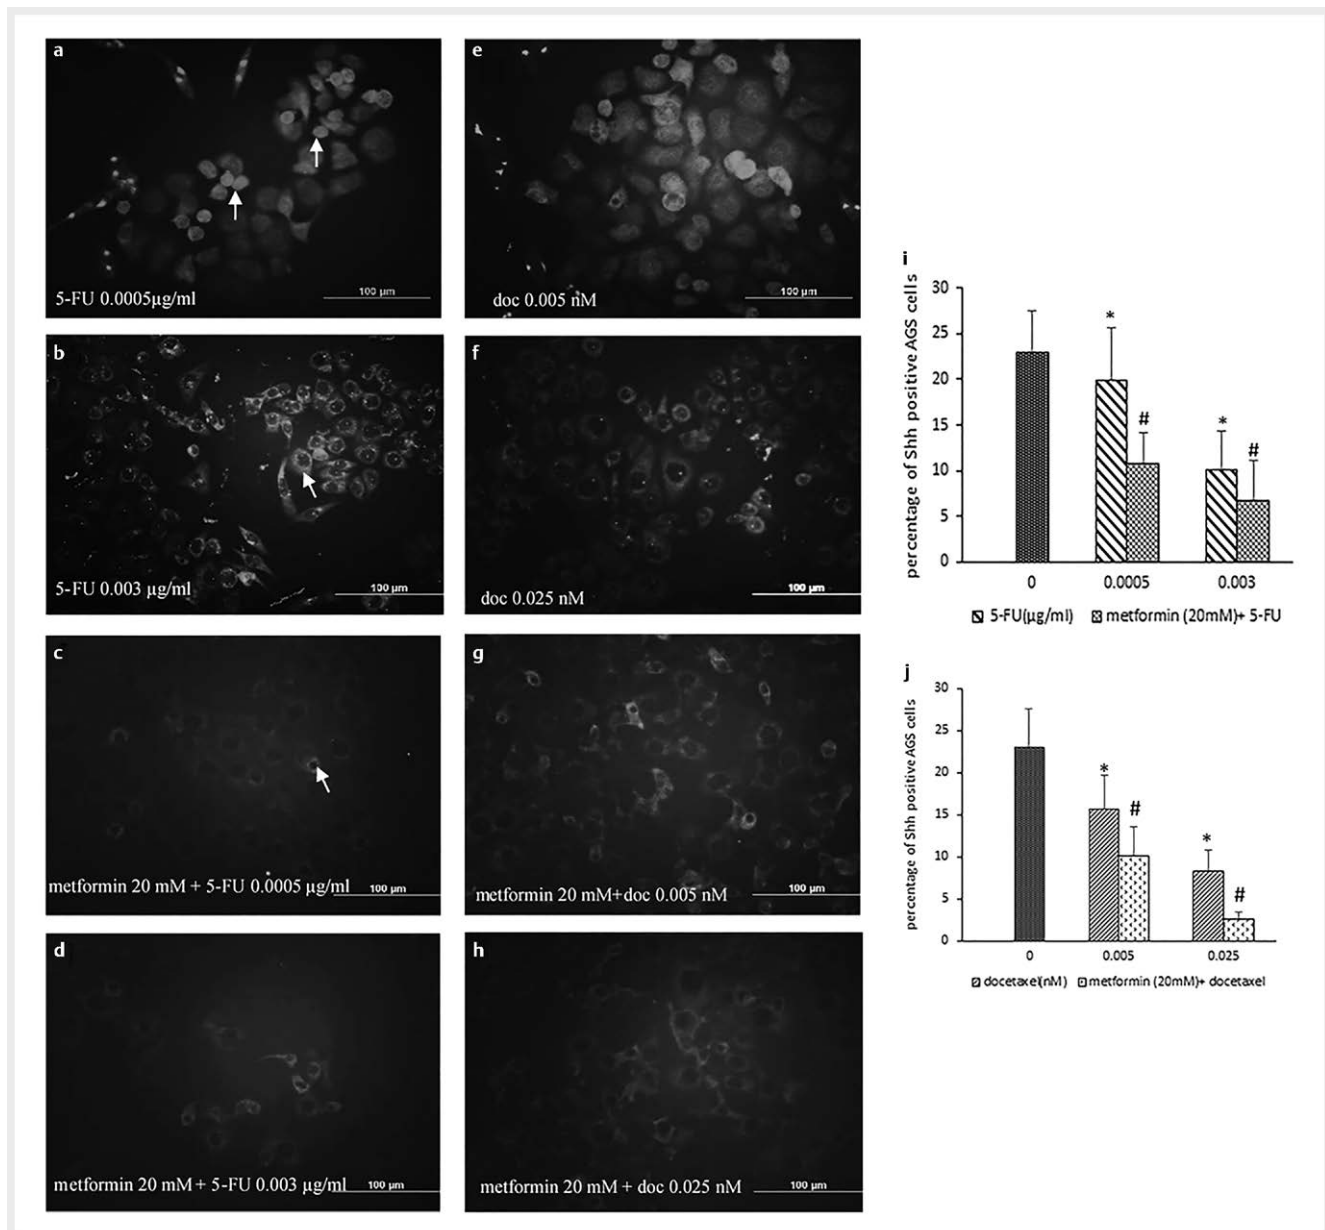 a
5-FU 0.0005µg/ml
100 µm
b
5-FU 0.003 µg/ml
100 µm
c
metformin 20 mM + 5-FU 0.0005 µg/ml
100 µm
d
metformin 20 mM + 5-FU 0.003 µg/ml
100 µm
e
doc 0.005 nM
100 µm
f
doc 0.025 nM
100 µm
g
metformin 20 mM+doc 0.005 nM
100 µm
h
metformin 20 mM + doc 0.025 nM
100 µm
i
percentage of Shh positive AGS cells
30
25
20
15
10
5
0
*
#
*
#
0 0.0005 0.003
5-FU(µg/ml) metformin (20mM)+ 5-FU
j
percentage of Shh positive AGS cells
30
25
20
15
10
5
0
*
#
*
#
0 0.005 0.025
docetaxel(nM) metformin (20mM)+ docetaxel